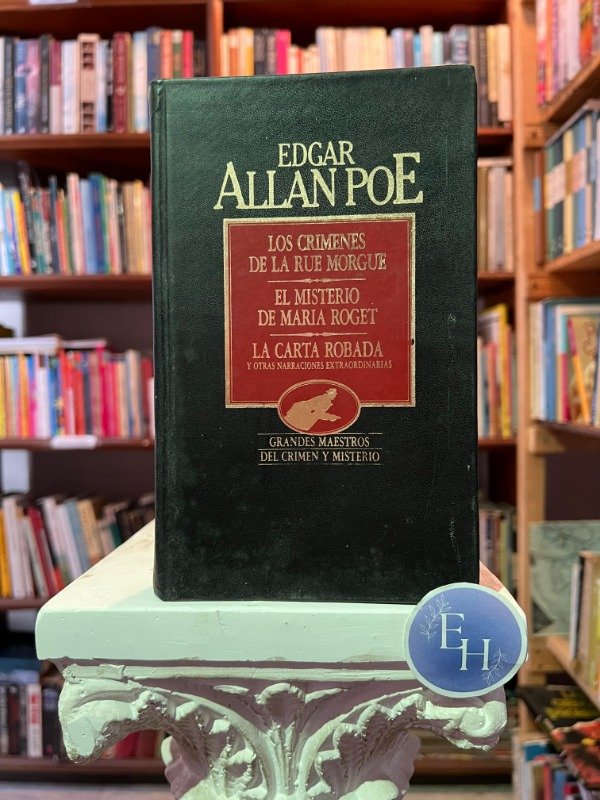 EDGAR
ALLAN POE
LOS CRIMENES
DE LA RUE MORGUE
EL MISTERIO
DE MARIA ROGET
LA CARTA ROBADA
Y OTRAS NARRACIONES EXTRAORDINARIAS
GRANDES MAESTROS
DEL CRIMEN Y MISTERIO
E
H